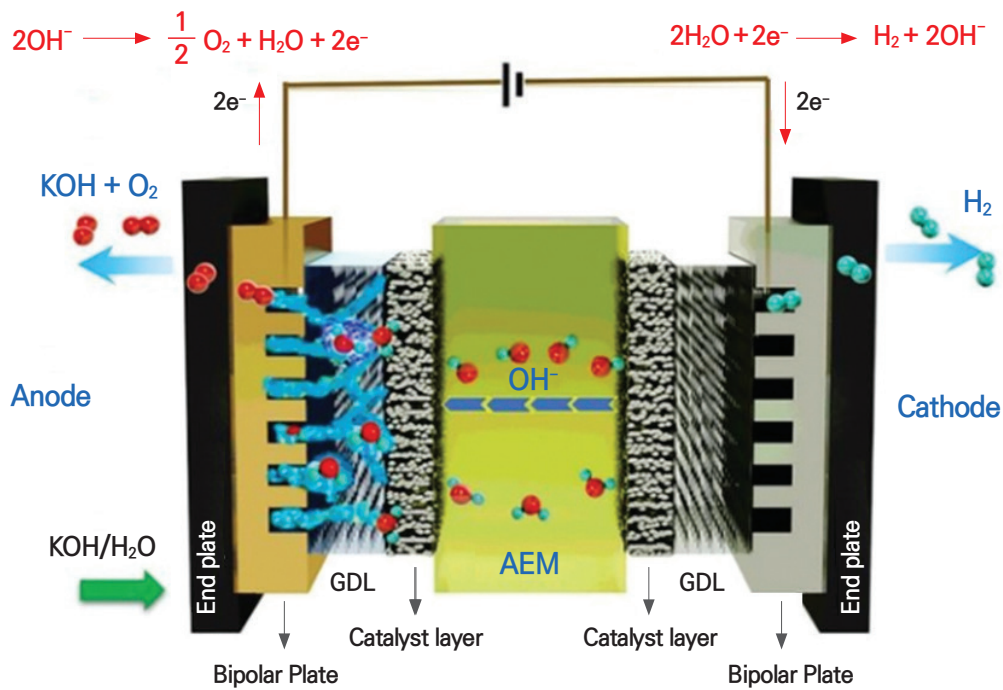 2OH⁻ ⟶ 1/2 O₂ + H₂O + 2e⁻
2H₂O + 2e⁻ ⟶ H₂ + 2OH⁻
2e⁻
2e⁻
KOH + O₂
H₂
Anode
OH⁻
Cathode
KOH/H₂O
End plate
GDL
AEM
GDL
End plate
Catalyst layer
Catalyst layer
Bipolar Plate
Bipolar Plate